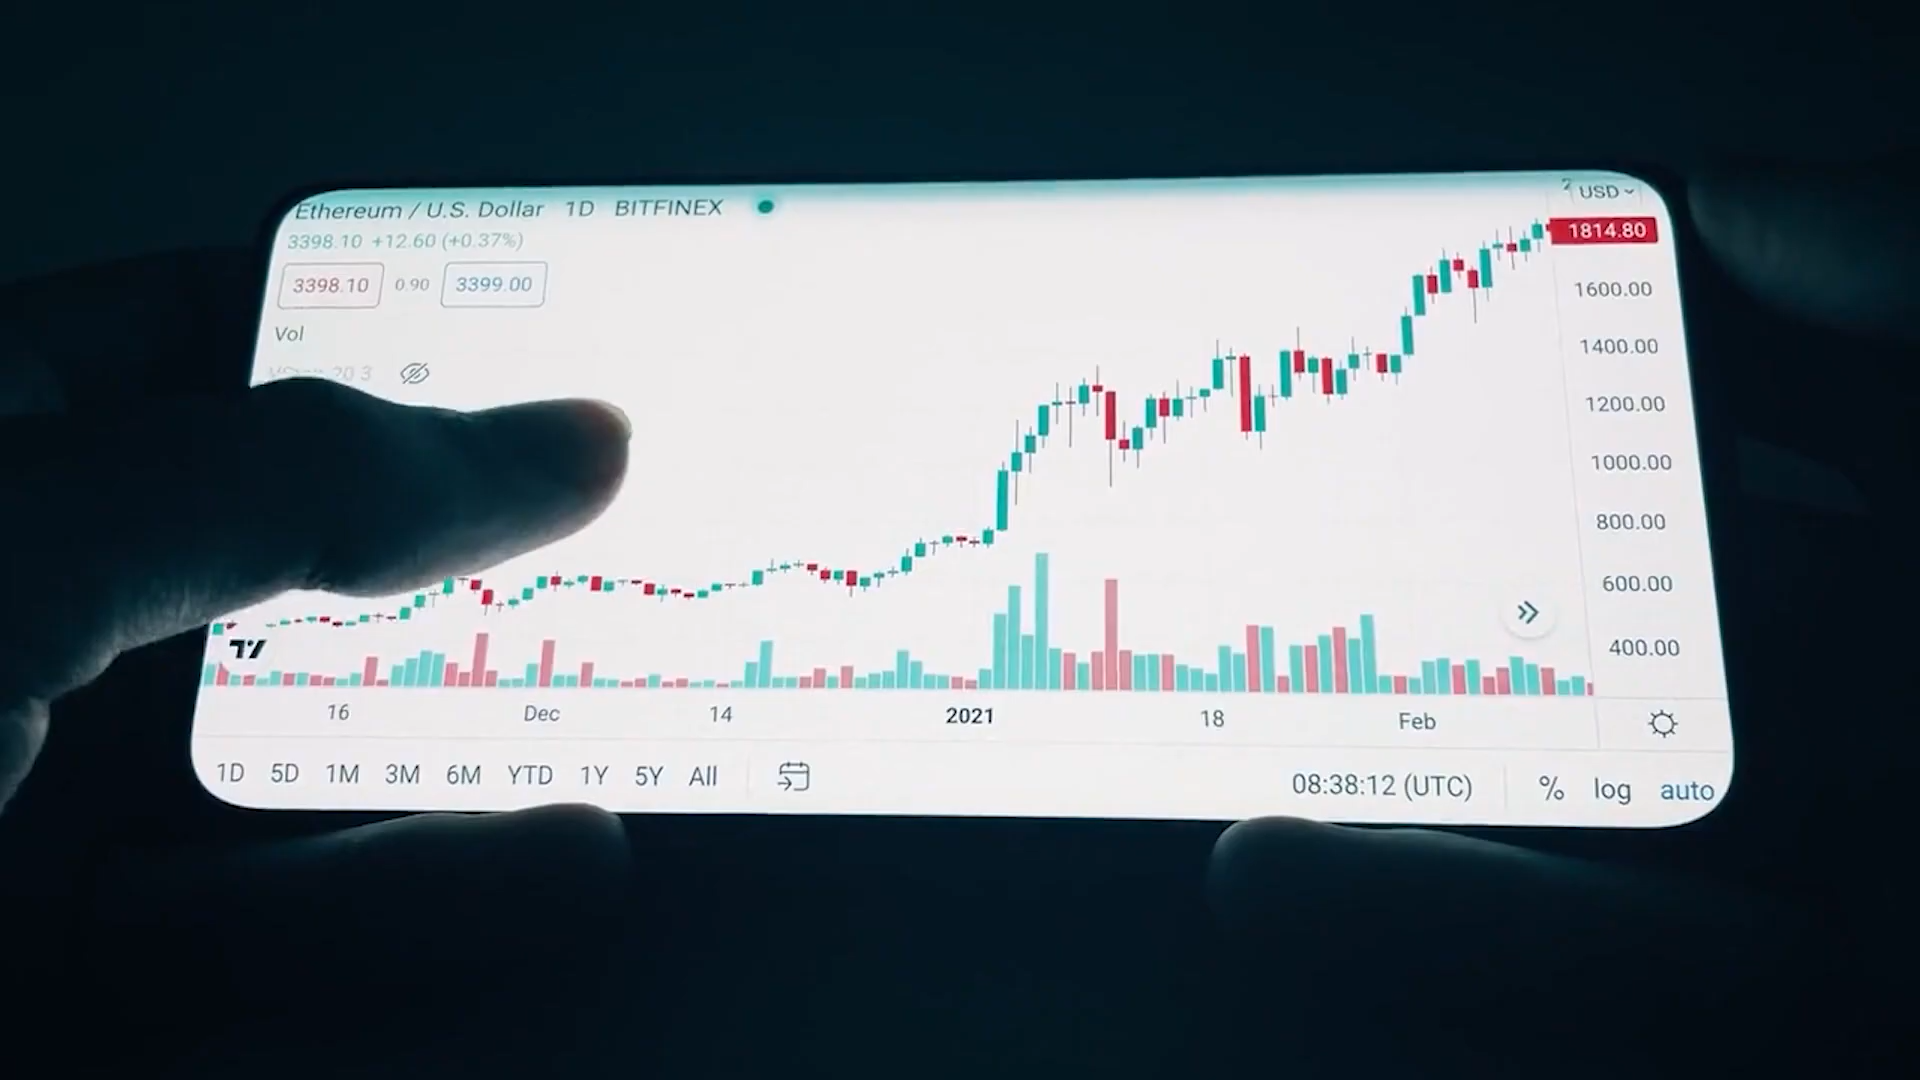 Ethereum / U.S. Dollar 1D BITFINEX
USD
3398.10 +12.60 (+0.37%)
1814.80
3398.10 0.90 3399.00
1600.00
Vol
1400.00
20 3
1200.00
1000.00
800.00
600.00
400.00
16 Dec 14 2021 18 Feb
1D 5D 1M 3M 6M YTD 1Y 5Y All 08:38:12 (UTC) % log auto